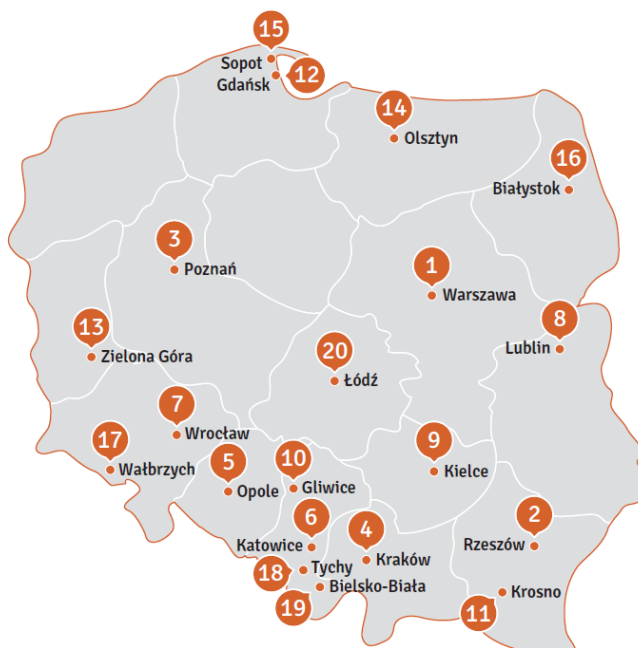 15
Sopot
Gdańsk
12
14
Olsztyn
16
Białystok
3
Poznań
1
Warszawa
13
Zielona Góra
8
Lublin
20
Łódź
7
Wrocław
17
Wałbrzych
9
Kielce
5
Opole
10
Gliwice
6
Katowice
4
Kraków
2
Rzeszów
18
Tychy
19
Bielsko-Biała
11
Krosno